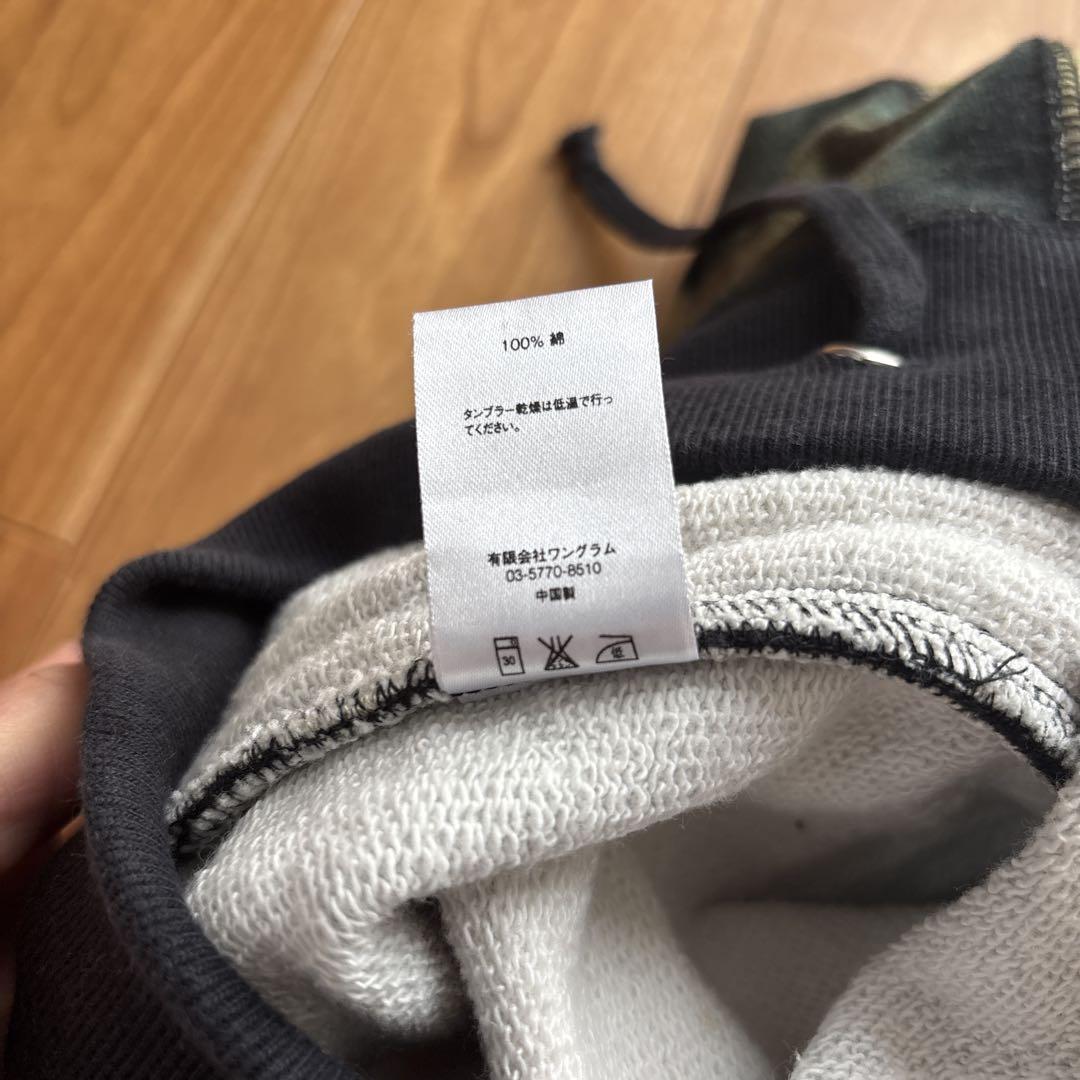 100% 綿
タンブラー乾燥は低温で行っ
てください。
有限会社ワングラム
03-5770-8510
中国製
30 低